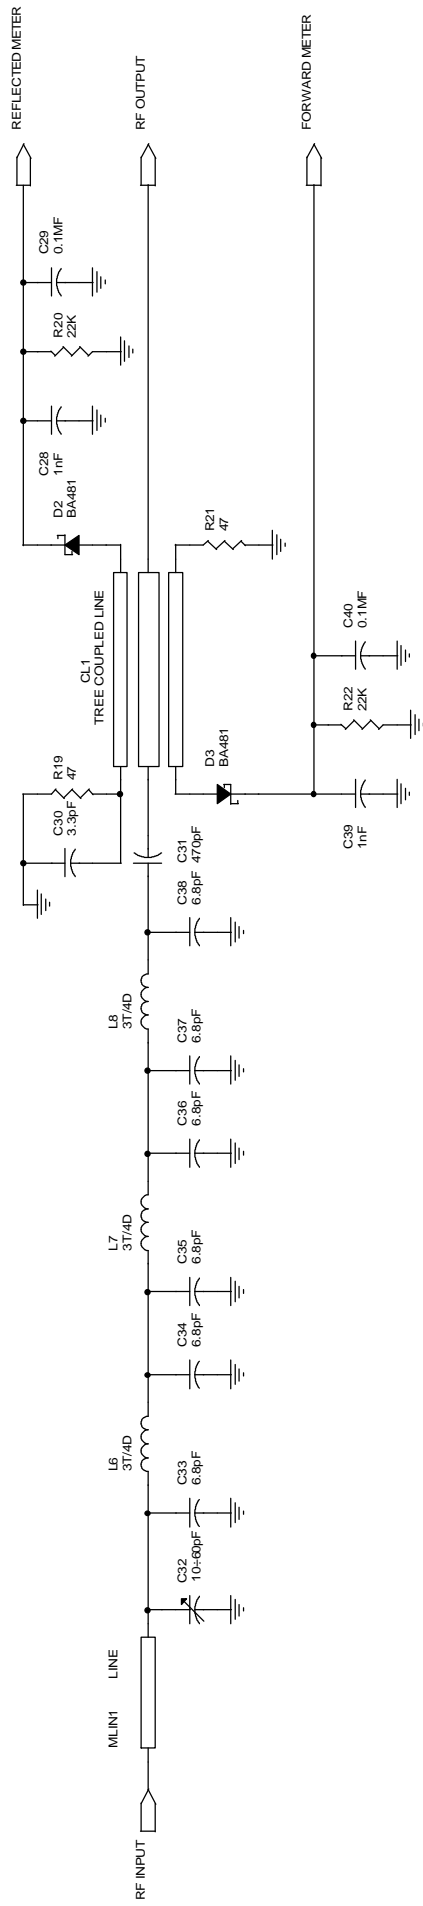 RF INPUT
MLIN1
LINE
C32
10÷60pF
C33
6.8pF
L6
3T/4D
C34
6.8pF
C35
6.8pF
L7
3T/4D
C36
6.8pF
C37
6.8pF
L8
3T/4D
C38
6.8pF
C31
470pF
C30
3.3pF
R19
47
CL1
TREE COUPLED LINE
D3
BA481
D2
BA481
R21
47
C28
1nF
R20
22K
C29
0.1MF
C39
1nF
R22
22K
C40
0.1MF
REFLECTED METER
RF OUTPUT
FORWARD METER